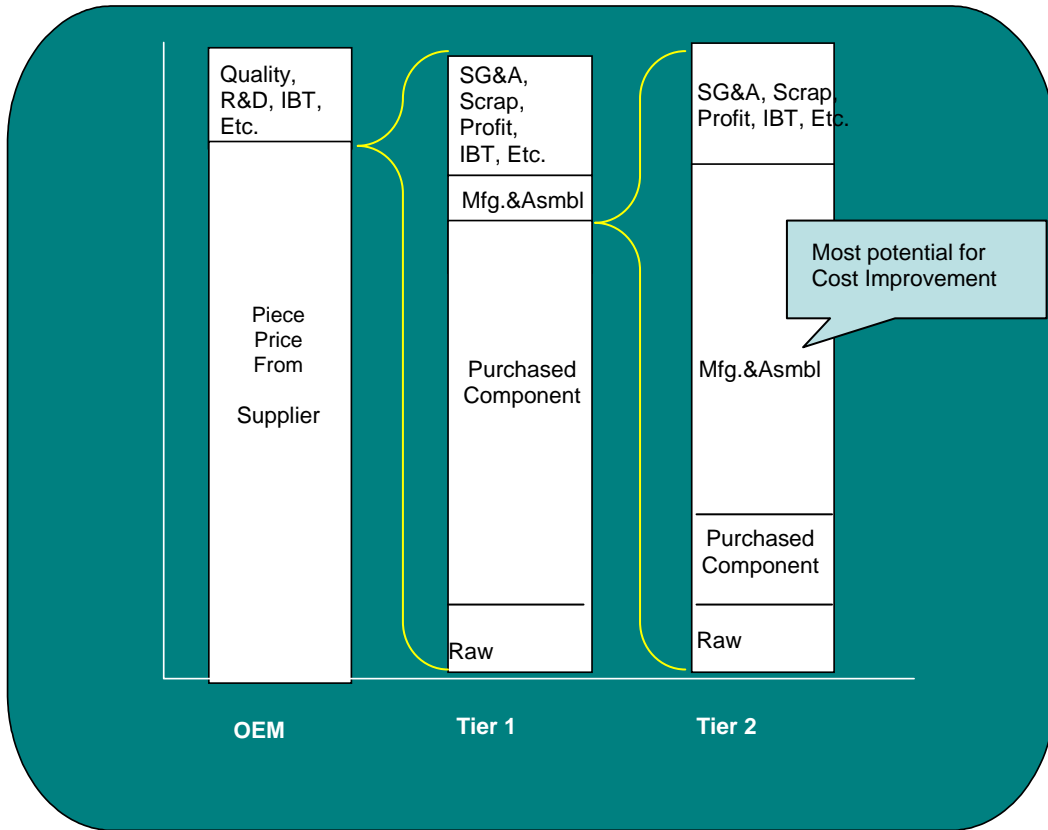 Quality,
R&D, IBT,
Etc.
Piece
Price
From
Supplier
OEM
SG&A,
Scrap,
Profit,
IBT, Etc.
Mfg.&Asmbl
Purchased
Component
Raw
Tier 1
SG&A, Scrap,
Profit, IBT, Etc.
Most potential for
Cost Improvement
Mfg.&Asmbl
Purchased
Component
Raw
Tier 2